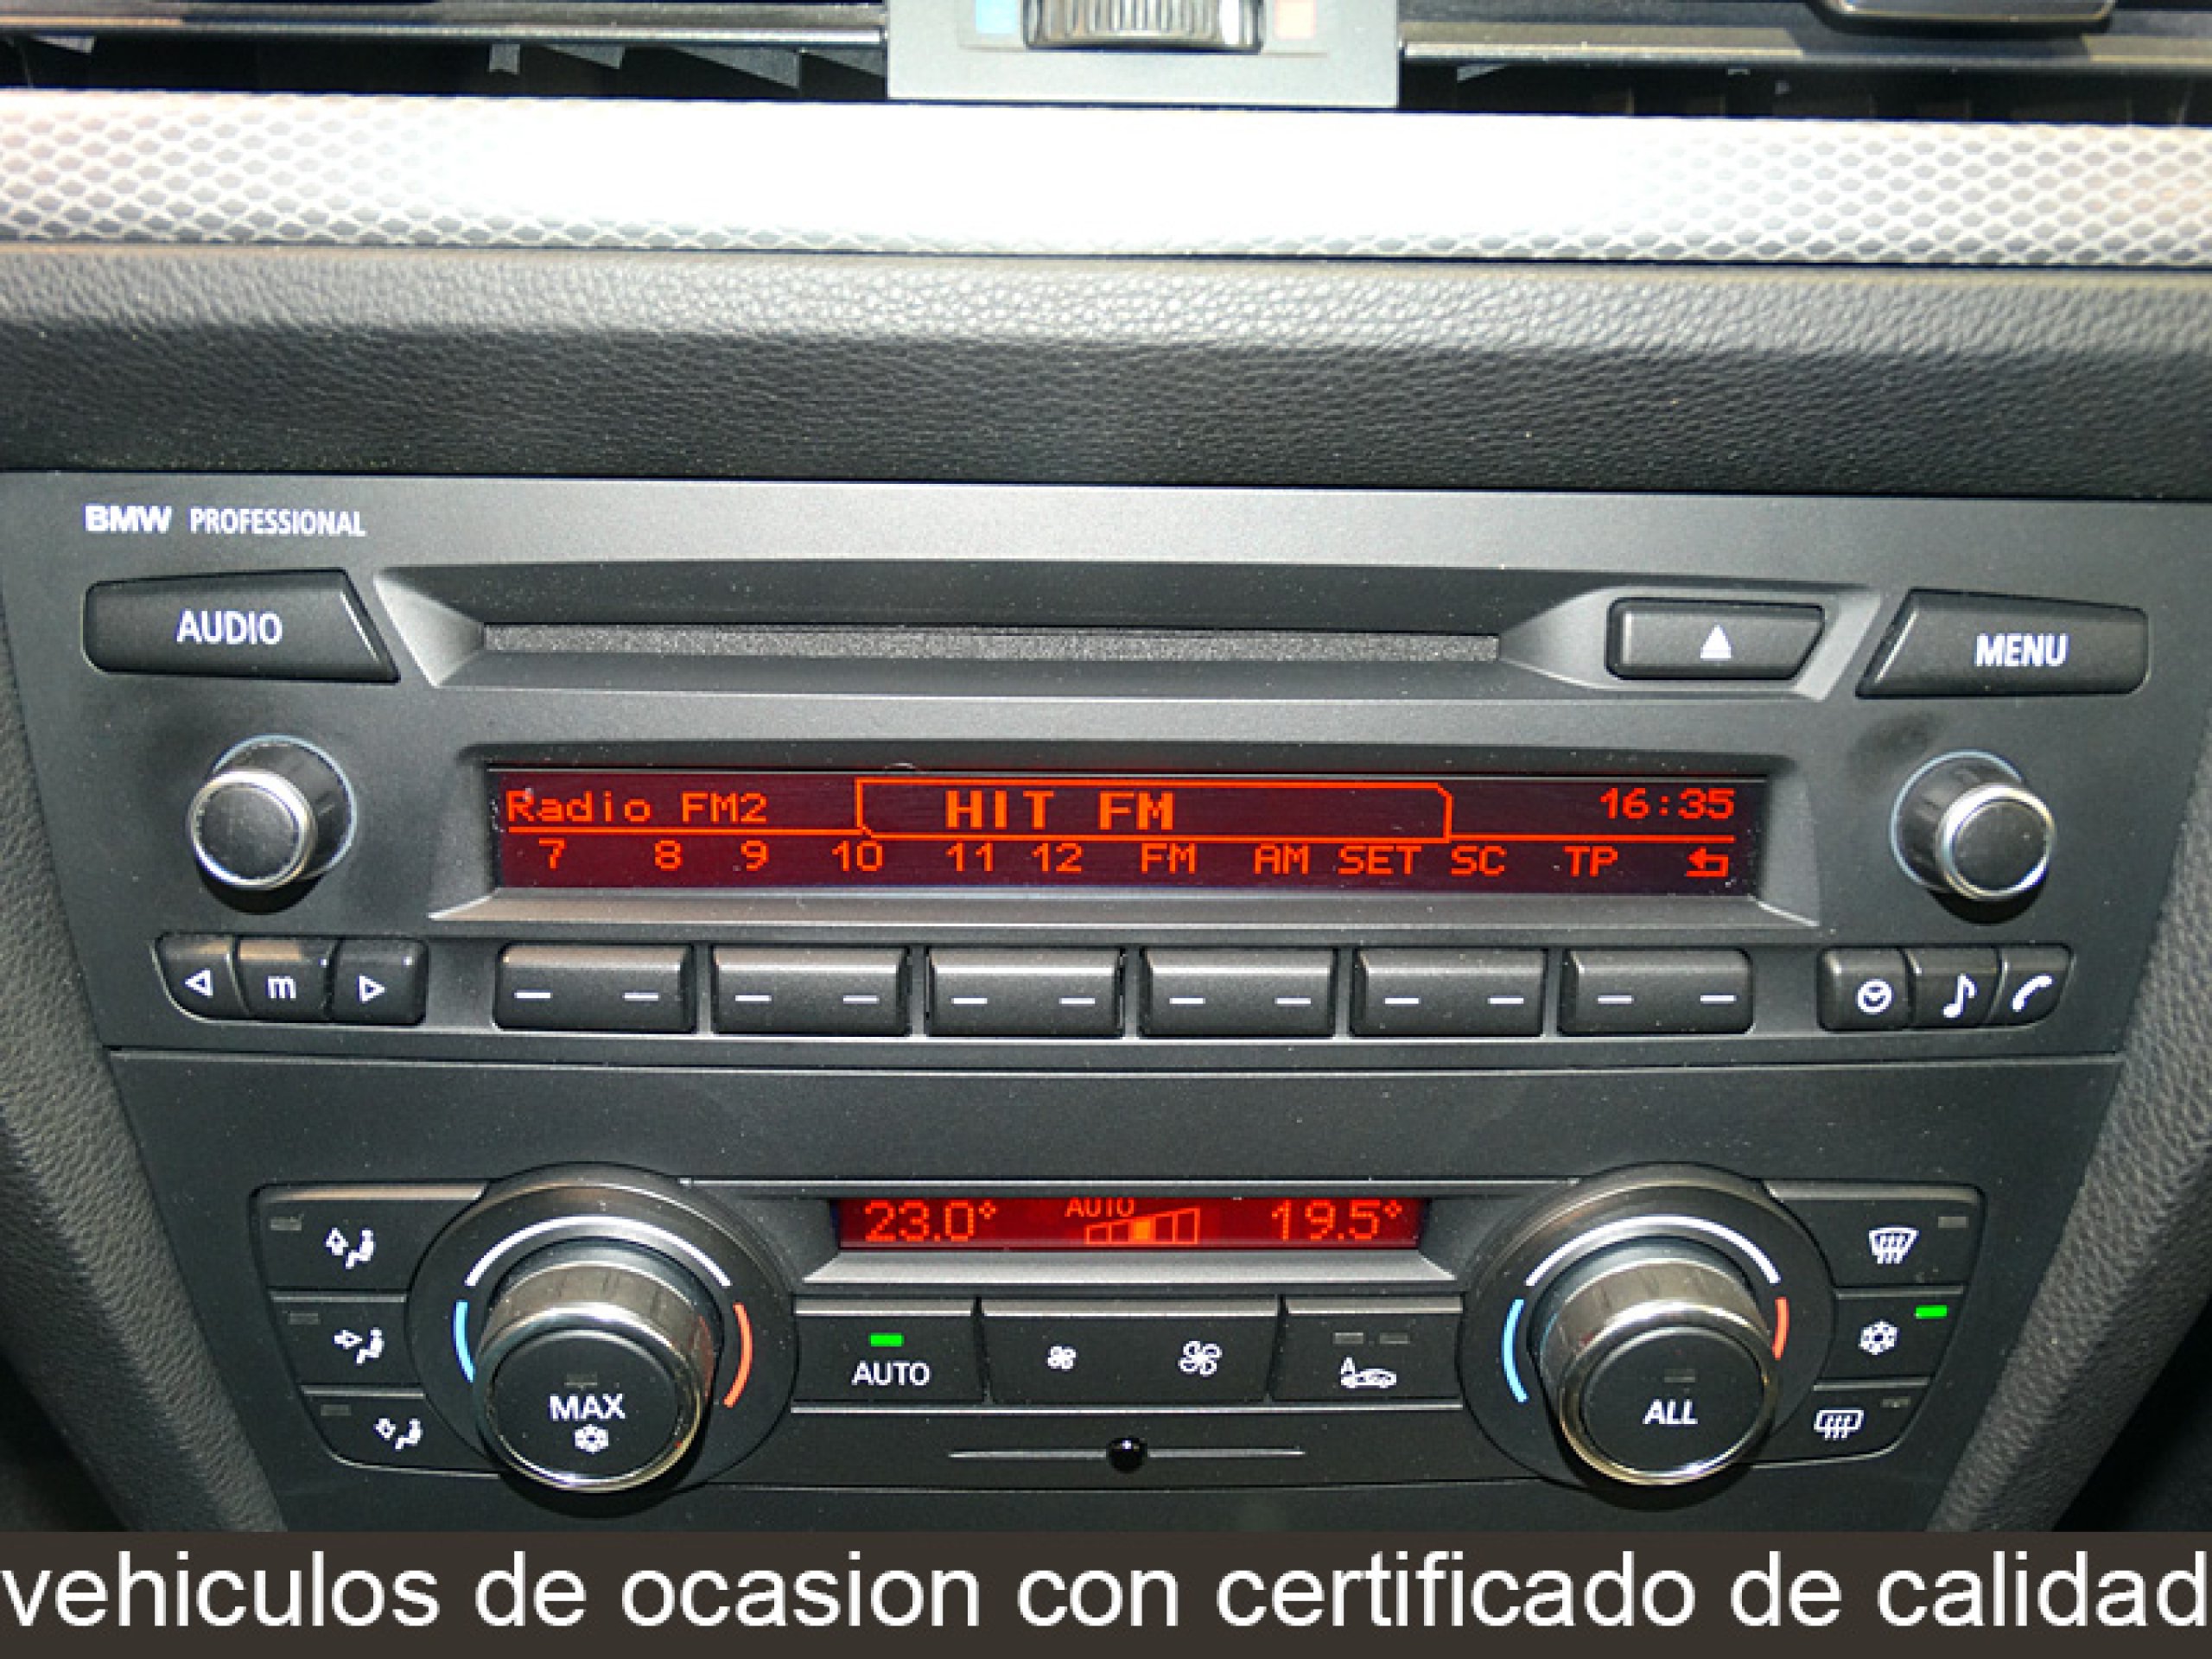 BMW PROFESSIONAL
AUDIO
MENU
Radio FM2 HIT FM 16:35
7 8 9 10 11 12 FM AM SET SC TP
m
23.0° AUTO 19.5°
AUTO
A
MAX
ALL
vehiculos de ocasion con certificado de calidad